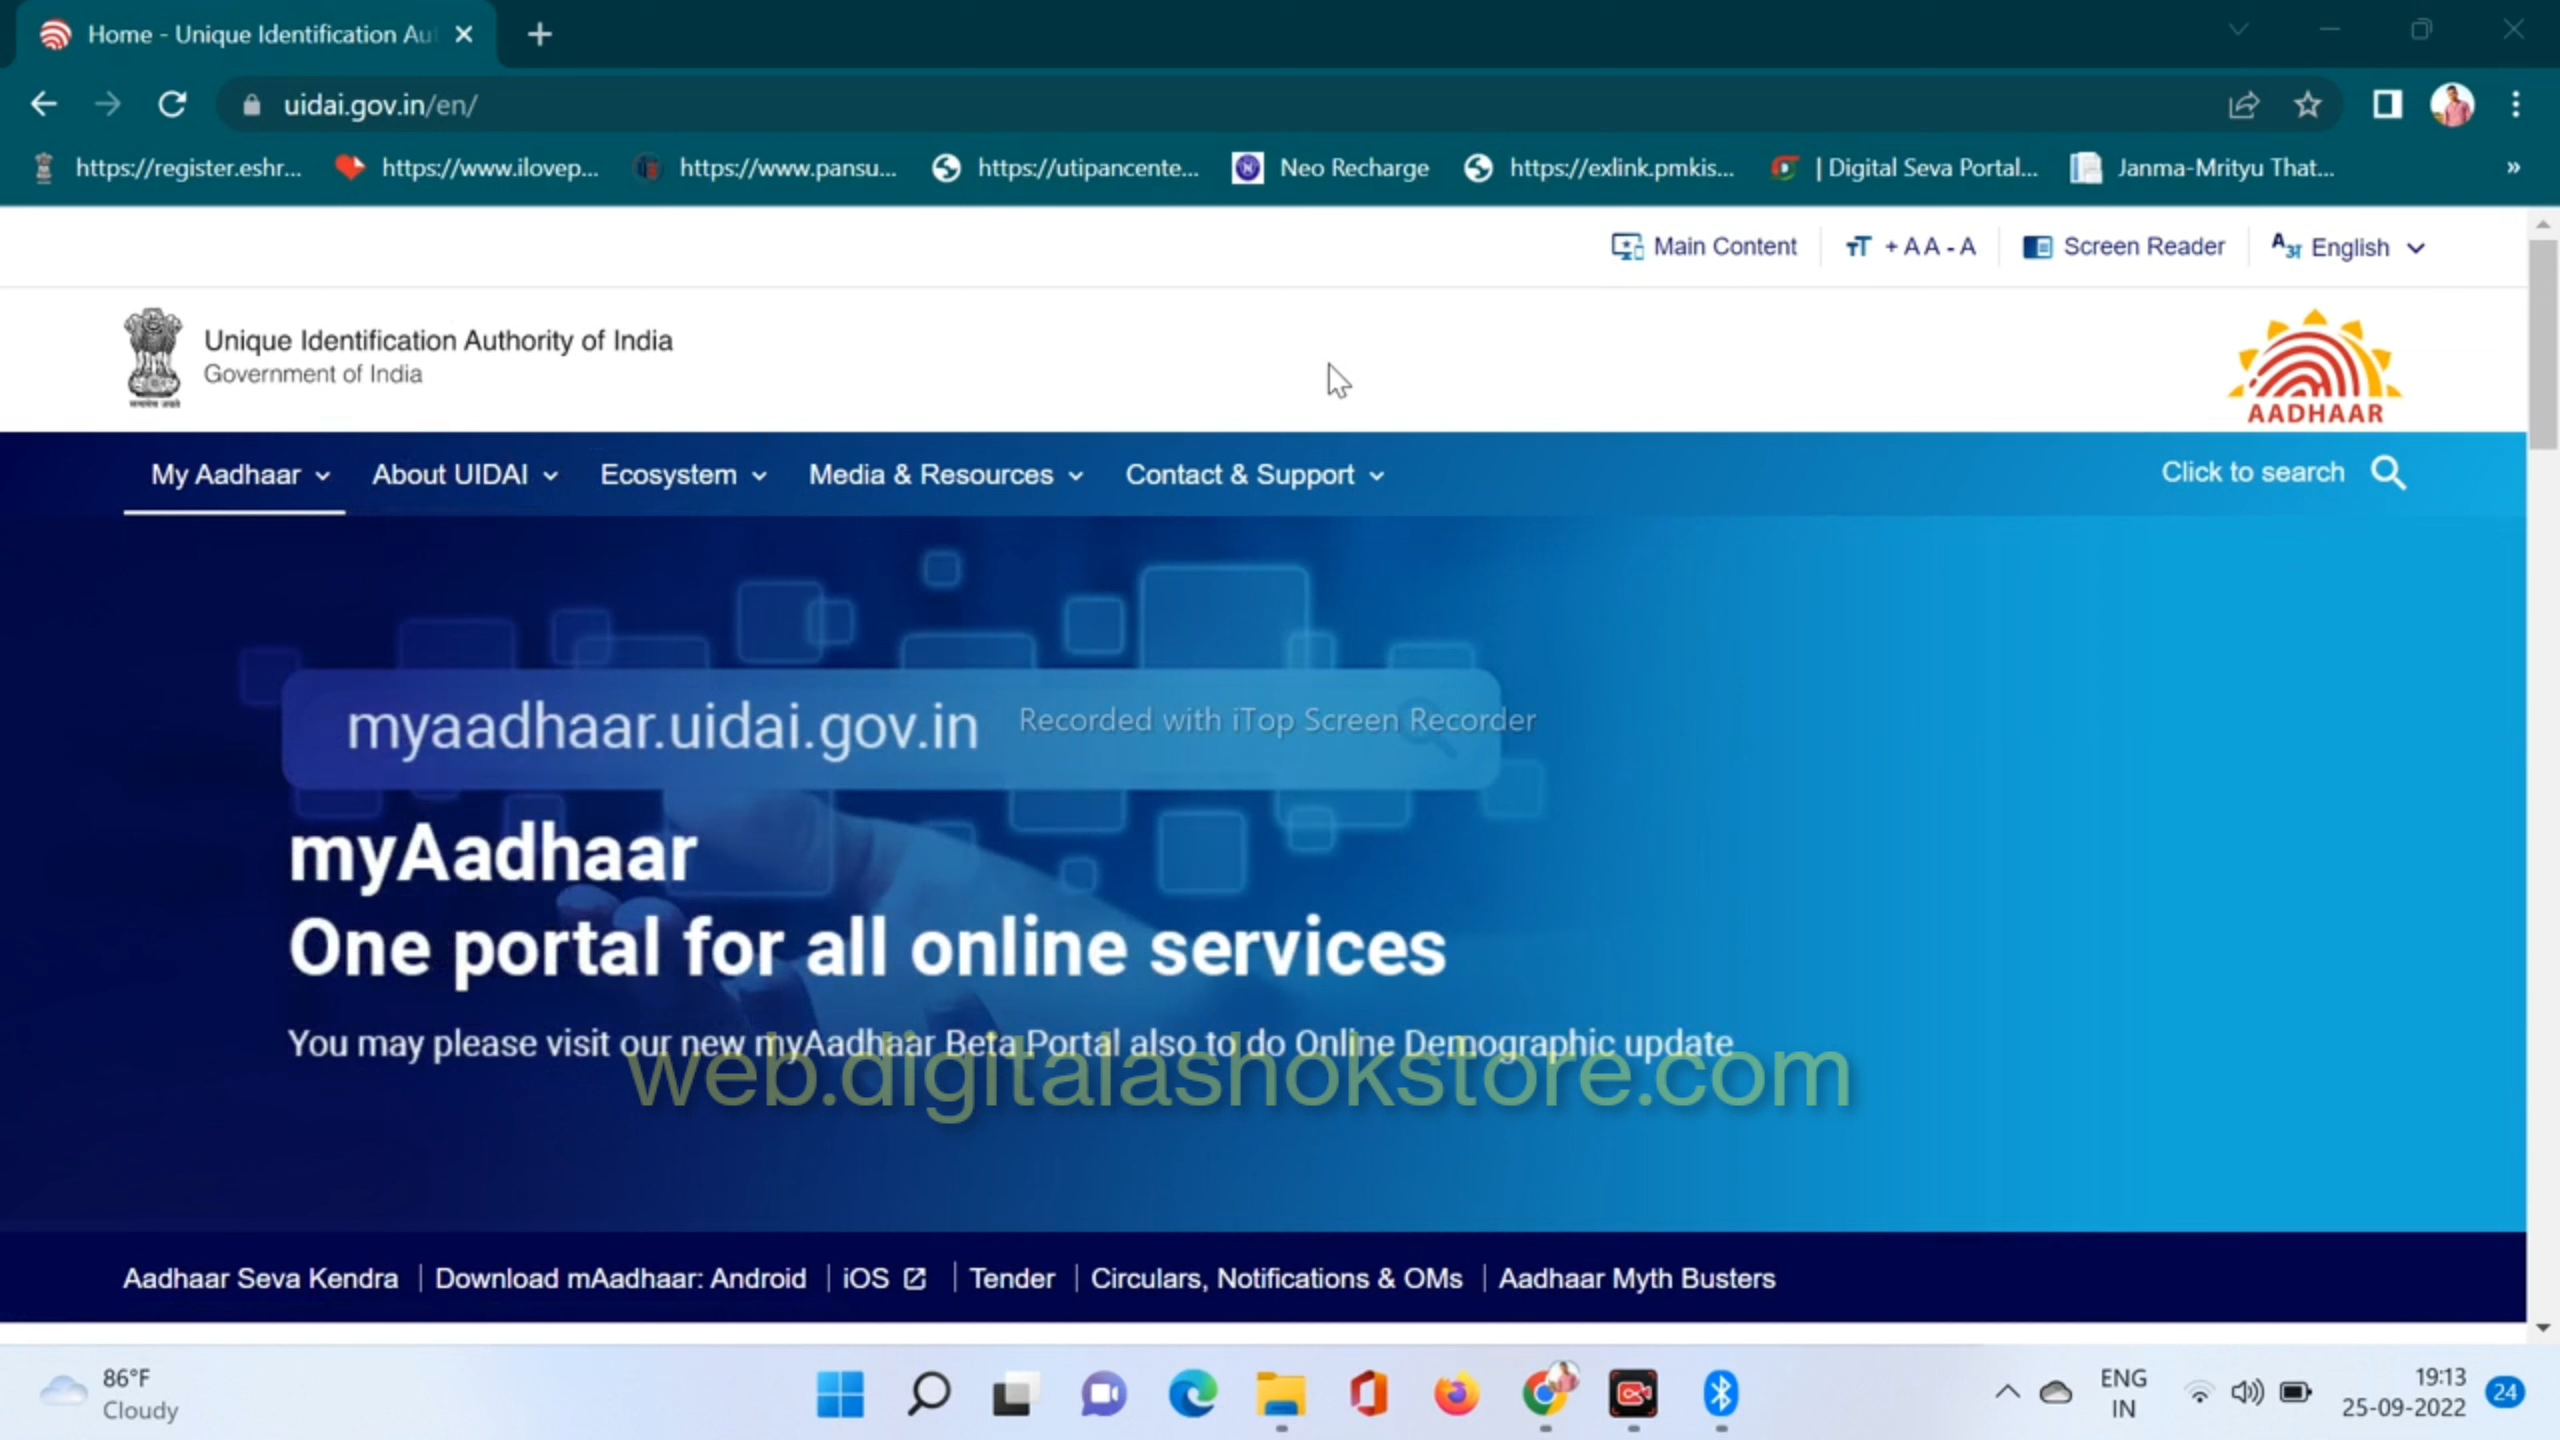 Home - Unique Identification Au
uidai.gov.in/en/
https://register.eshr...
https://www.ilovep...
https://www.pansu...
https://utipancente...
Neo Recharge
https://exlink.pmkis...
| Digital Seva Portal...
Janma-Mrityu That...
»
Main Content
+ A A - A
Screen Reader
English
Unique Identification Authority of India
Government of India
AADHAAR
My Aadhaar
About UIDAI
Ecosystem
Media & Resources
Contact & Support
Click to search
myaadhaar.uidai.gov.in
Recorded with iTop Screen Recorder
myAadhaar
One portal for all online services
You may please visit our new myAadhaar Beta Portal also to do Online Demographic update
web.digitalashokstore.com
Aadhaar Seva Kendra | Download mAadhaar: Android | iOS | Tender | Circulars, Notifications & OMs | Aadhaar Myth Busters
86°F
Cloudy
ENG
IN
19:13
25-09-2022
24